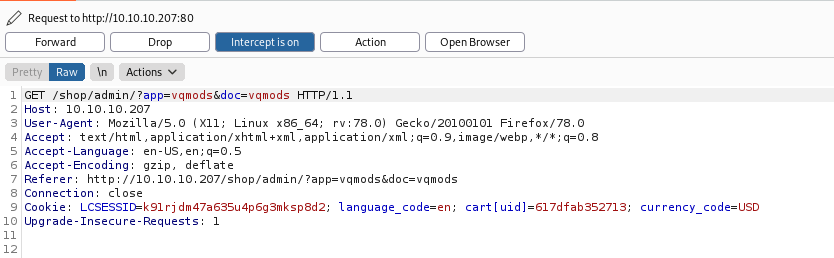 Request to http://10.10.10.207:80
Forward Drop Intercept is on Action Open Browser
Pretty Raw \n Actions
1 GET /shop/admin/?app=vqmods&doc=vqmods HTTP/1.1
2 Host: 10.10.10.207
3 User-Agent: Mozilla/5.0 (X11; Linux x86_64; rv:78.0) Gecko/20100101 Firefox/78.0
4 Accept: text/html,application/xhtml+xml,application/xml;q=0.9,image/webp,*/*;q=0.8
5 Accept-Language: en-US,en;q=0.5
6 Accept-Encoding: gzip, deflate
7 Referer: http://10.10.10.207/shop/admin/?app=vqmods&doc=vqmods
8 Connection: close
9 Cookie: LCSESSID=k91rjdm47a635u4p6g3mksp8d2; language_code=en; cart[uid]=617dfab352713; currency_code=USD
10 Upgrade-Insecure-Requests: 1
11
12